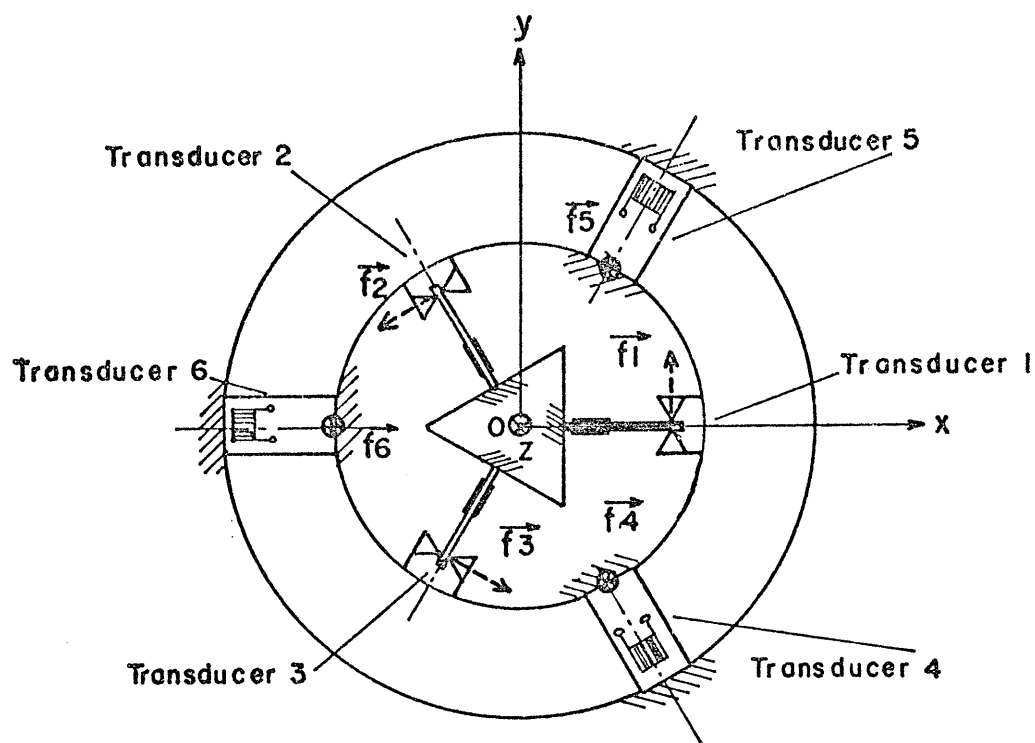 y
Transducer 5
Transducer 2
f5
f2
f1
Transducer 6
Transducer 1
f6
O
Z
x
f4
f3
Transducer 3
Transducer 4